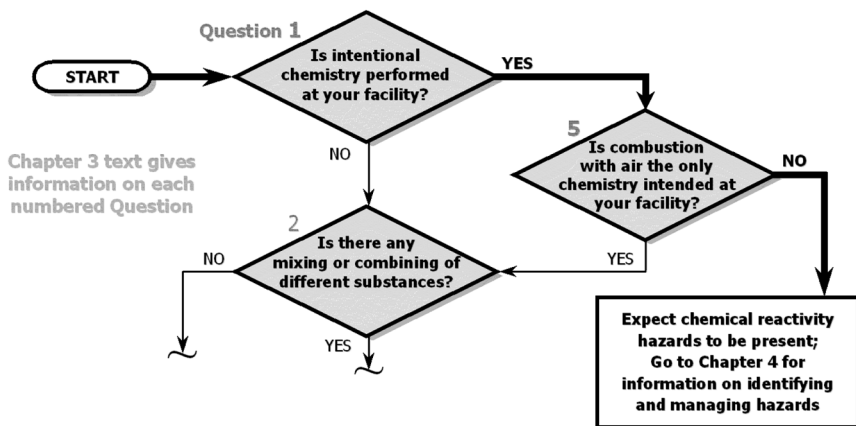 Question 1
Is intentional
chemistry performed
at your facility?
START
YES
5
Is combustion
with air the only
chemistry intended at
your facility?
NO
NO
Chapter 3 text gives
information on each
numbered Question
2
Is there any
mixing or combining of
different substances?
NO
YES
YES
Expect chemical reactivity
hazards to be present;
Go to Chapter 4 for
information on identifying
and managing hazards